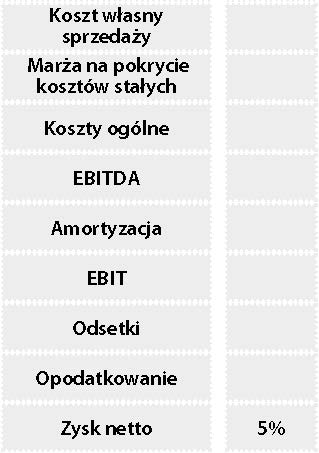 Koszt własny
sprzedaży
Marża na pokrycie
kosztów stałych
Koszty ogólne
EBITDA
Amortyzacja
EBIT
Odsetki
Opodatkowanie
Zysk netto 5%